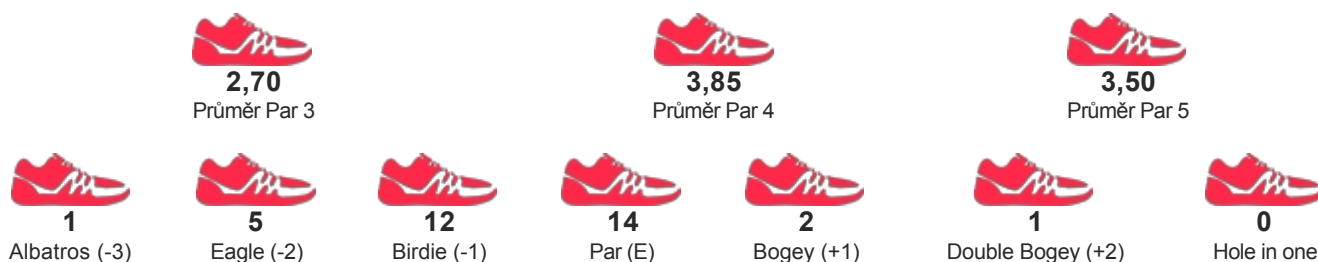 2,70
Průměr Par 3
3,85
Průměr Par 4
3,50
Průměr Par 5
1
Albatros (-3)
5
Eagle (-2)
12
Birdie (-1)
14
Par (E)
2
Bogey (+1)
1
Double Bogey (+2)
0
Hole in one